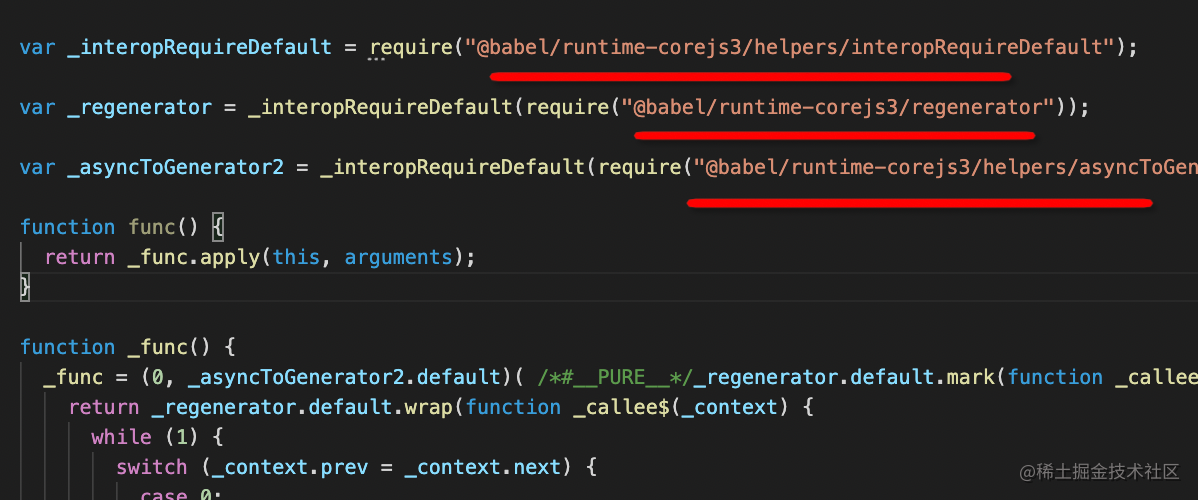 var _interopRequireDefault = require("@babel/runtime-corejs3/helpers/interopRequireDefault");
var _regenerator = _interopRequireDefault(require("@babel/runtime-corejs3/regenerator"));
var _asyncToGenerator2 = _interopRequireDefault(require("@babel/runtime-corejs3/helpers/asyncToGen
function func() {
return _func.apply(this, arguments);
}
function _func() {
_func = (0, _asyncToGenerator2.default)( /*#__PURE__*/_regenerator.default.mark(function _callee
return _regenerator.default.wrap(function _callee$(_context) {
while (1) {
switch (_context.prev = _context.next) {
case 0:
@稀土掘金技术社区